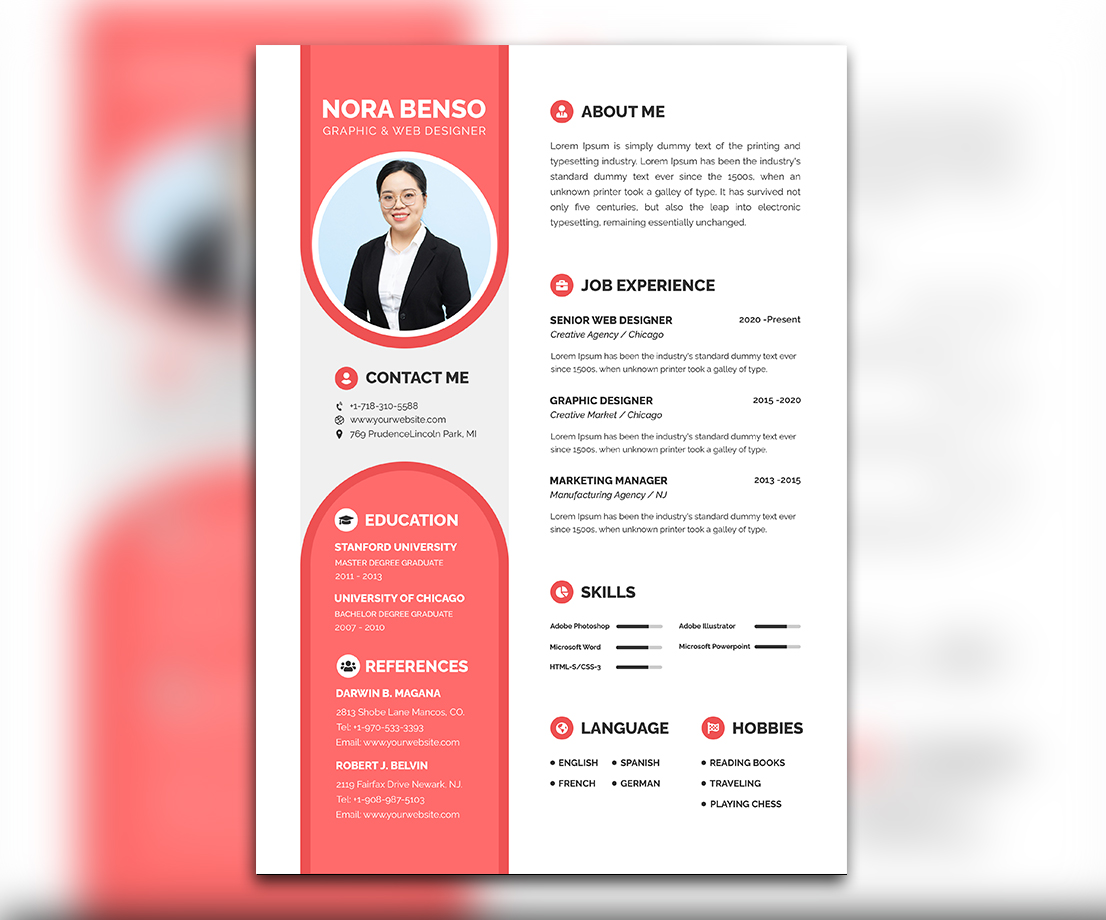 NORA BENSO
GRAPHIC & WEB DESIGNER
CONTACT ME
+1-718-310-5588
www.yourwebsite.com
769 PrudenceLincoln Park, MI
EDUCATION
STANFORD UNIVERSITY
MASTER DEGREE GRADUATE
2011 - 2013
UNIVERSITY OF CHICAGO
BACHELOR DEGREE GRADUATE
2007 - 2010
REFERENCES
DARWIN B. MAGANA
2813 Shobe Lane Mancos, CO.
Tel: +1-970-533-3393
Email: www.yourwebsite.com
ROBERT J. BELVIN
2119 Fairfax Drive Newark, NJ.
Tel: +1-908-987-5103
Email: www.yourwebsite.com
ABOUT ME
Lorem Ipsum is simply dummy text of the printing and
typesetting industry. Lorem Ipsum has been the industry's
standard dummy text ever since the 1500s, when an
unknown printer took a galley of type. It has survived not
only five centuries, but also the leap into electronic
typesetting, remaining essentially unchanged.
JOB EXPERIENCE
SENIOR WEB DESIGNER 2020 -Present
Creative Agency / Chicago
Lorem Ipsum has been the industry's standard dummy text ever
since 1500s, when unknown printer took a galley of type.
GRAPHIC DESIGNER 2015 -2020
Creative Market / Chicago
Lorem Ipsum has been the industry's standard dummy text ever
since 1500s, when unknown printer took a galley of type.
MARKETING MANAGER 2013 -2015
Manufacturing Agency / NJ
Lorem Ipsum has been the industry's standard dummy text ever
since 1500s, when unknown printer took a galley of type.
SKILLS
Adobe Photoshop Adobe Illustrator
Microsoft Word Microsoft Powerpoint
HTML-5/CSS-3
LANGUAGE
ENGLISH SPANISH
FRENCH GERMAN
HOBBIES
READING BOOKS
TRAVELING
PLAYING CHESS